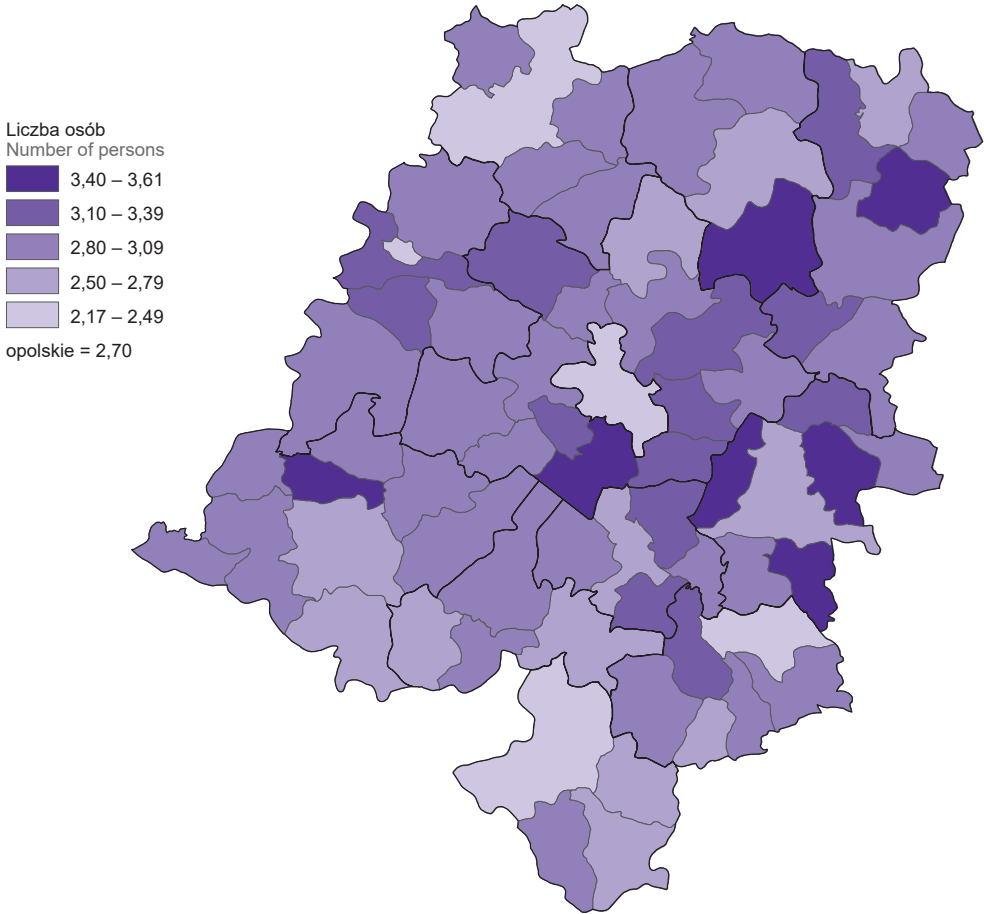 Liczba osób
Number of persons
3,40 – 3,61
3,10 – 3,39
2,80 – 3,09
2,50 – 2,79
2,17 – 2,49
opolskie = 2,70